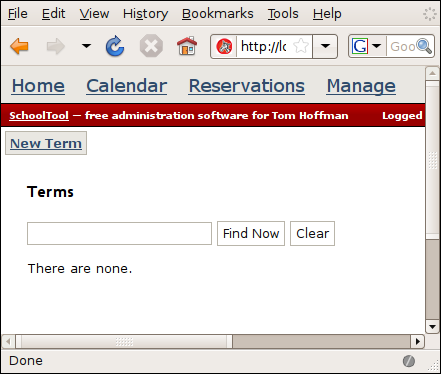 File Edit View History Bookmarks Tools Help
http://lo G Goo
Home Calendar Reservations Manage
SchoolTool — free administration software for Tom Hoffman Logged
New Term
Terms
Find Now Clear
There are none.
Done